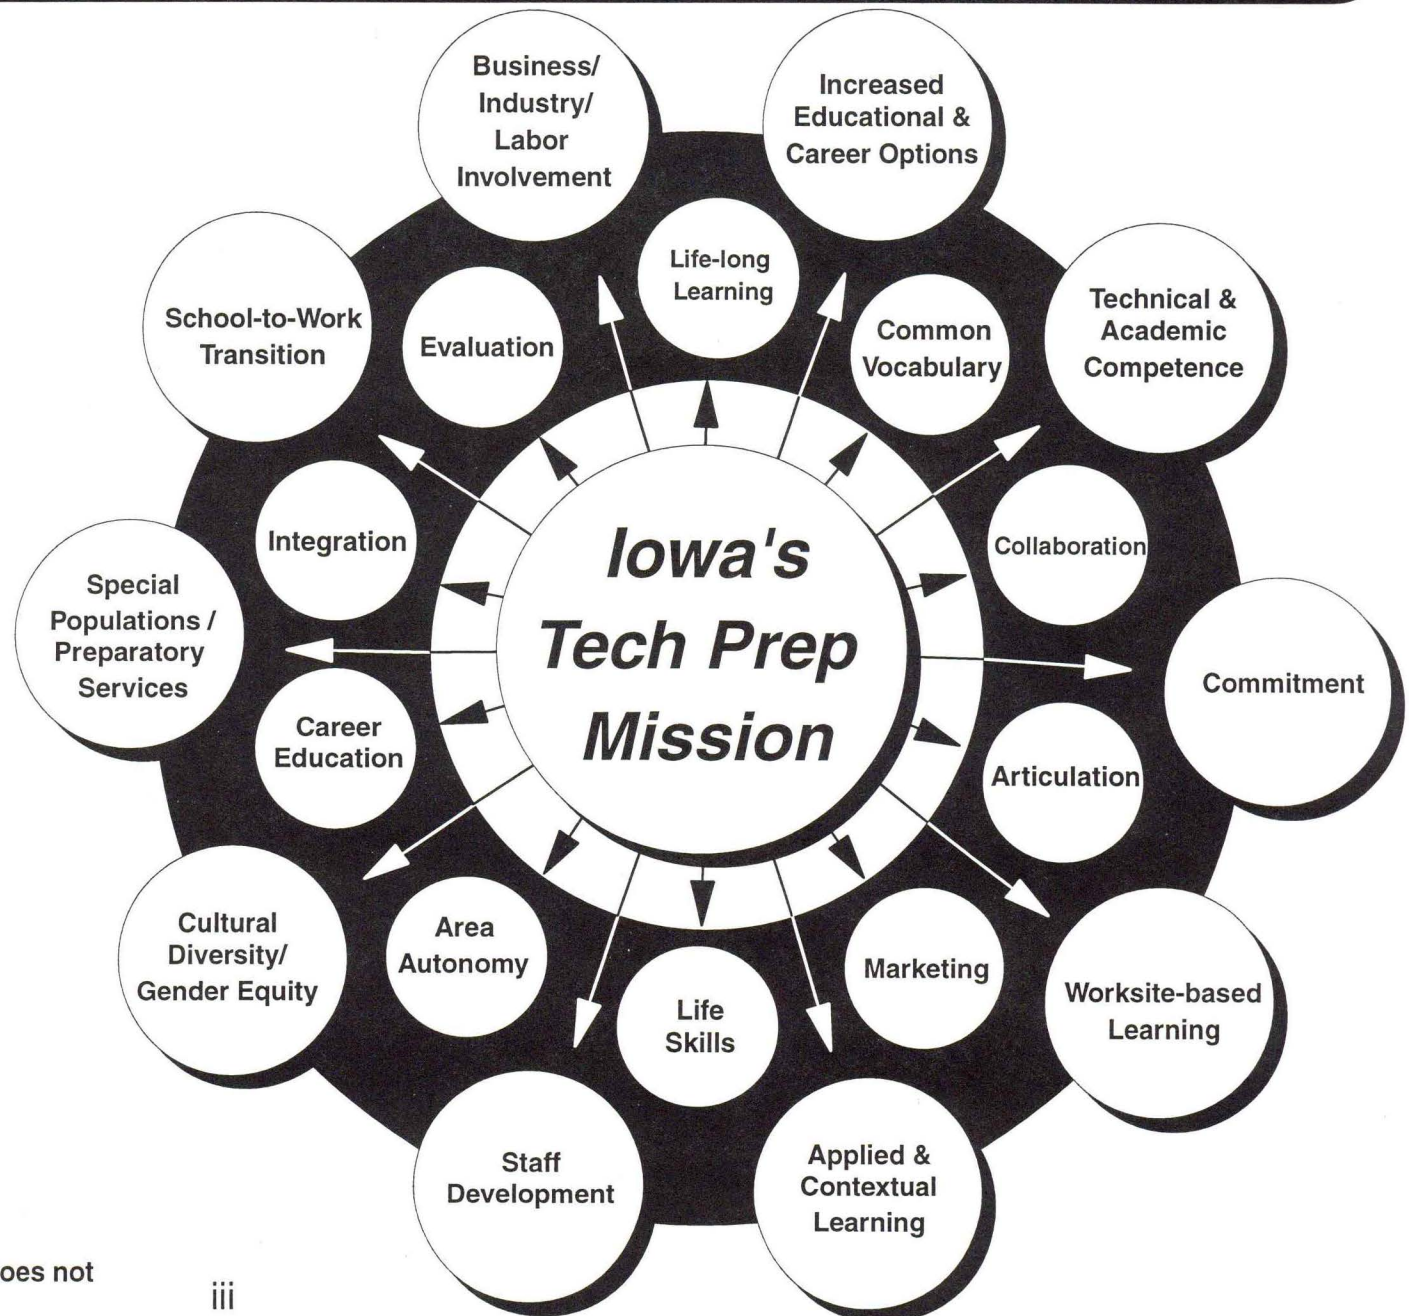 Business/
Industry/
Labor
Involvement
Increased
Educational &
Career Options
Life-long
Learning
School-to-Work
Transition
Evaluation
Common
Vocabulary
Technical &
Academic
Competence
Integration
Collaboration
Special
Populations /
Preparatory
Services
Iowa's
Tech Prep
Mission
Commitment
Career
Education
Articulation
Cultural
Diversity/
Gender Equity
Area
Autonomy
Life
Skills
Marketing
Worksite-based
Learning
Staff
Development
Applied &
Contextual
Learning
oes not
iii